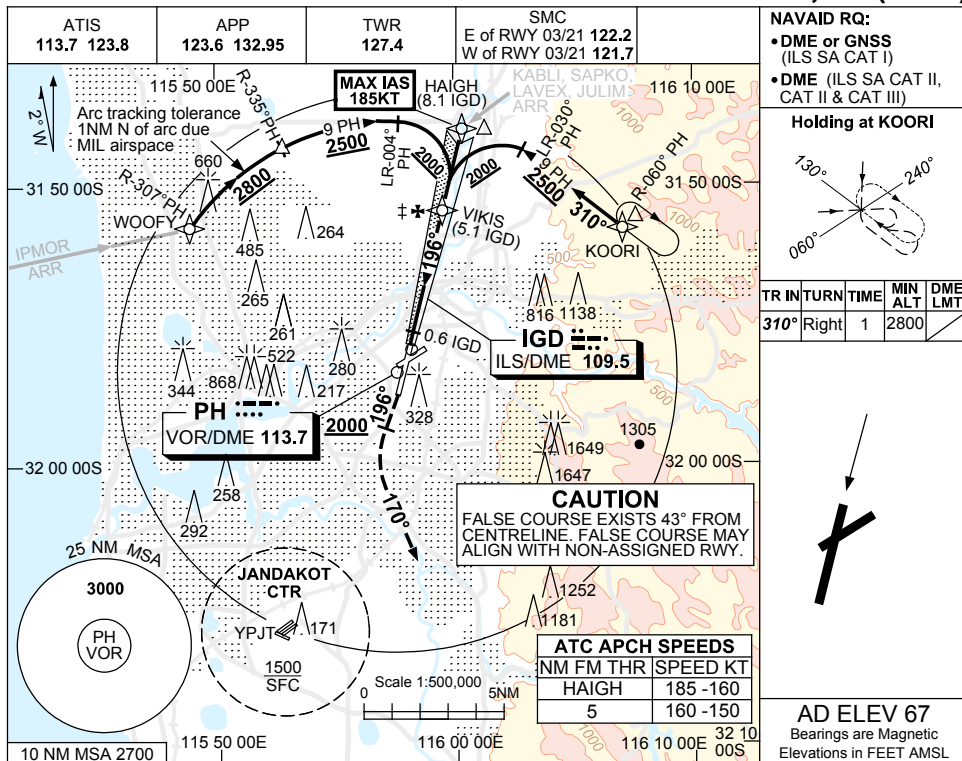 ATIS
113.7 123.8
APP
123.6 132.95
TWR
127.4
SMC
E of RWY 03/21 122.2
W of RWY 03/21 121.7
NAVAID RQ:
• DME or GNSS
(ILS SA CAT I)
• DME (ILS SA CAT II,
CAT II & CAT III)
Holding at KOORI
130°
240°
060°
TR IN TURN TIME MIN ALT DME LMT
310° Right 1 2800
115 50 00E
116 10 00E
2° W
Arc tracking tolerance
1NM N of arc due
MIL airspace
R-335° PH
MAX IAS
185KT
HAIGH
(8.1 IGD)
KABLI, SAPKO,
LAVEX, JULIM
ARR
1000
9 PH
2500
LR-004°
PH
2000
2000
LR-030°
PH
9 PH
2500
310°
R-060° PH
660
31 50 00S
31 50 00S
R-307° PH
2800
WOOFY
IPMOR
ARR
485
264
‡
VIKIS
(5.1 IGD)
KOORI
1000
500
196°
265
261
816
1138
0.6 IGD
IGD
ILS/DME 109.5
344
868
522
280
217
328
500
PH
VOR/DME 113.7
2000
196°
1305
1649
1647
32 00 00S
32 00 00S
258
292
170°
CAUTION
FALSE COURSE EXISTS 43° FROM
CENTRELINE. FALSE COURSE MAY
ALIGN WITH NON-ASSIGNED RWY.
25 NM MSA
3000
PH
VOR
JANDAKOT
CTR
YPJT
171
1500
SFC
1252
1181
ATC APCH SPEEDS
NM FM THR SPEED KT
HAIGH 185 -160
5 160 -150
Scale 1:500,000
0
5NM
1000
10 NM MSA 2700
115 50 00E
116 00 00E
116 10 00E
32 10
00S
AD ELEV 67
Bearings are Magnetic
Elevations in FEET AMSL